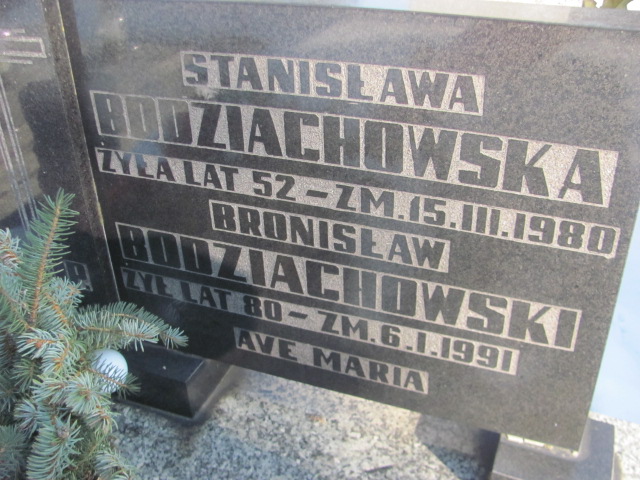 STANISŁAWA
BODZIACHOWSKA
ŻYŁA LAT 52 – ZM. 15.III.1980
BRONISŁAW
BODZIACHOWSKI
ŻYŁ LAT 80 – ZM. 6.I.1991
AVE MARIA